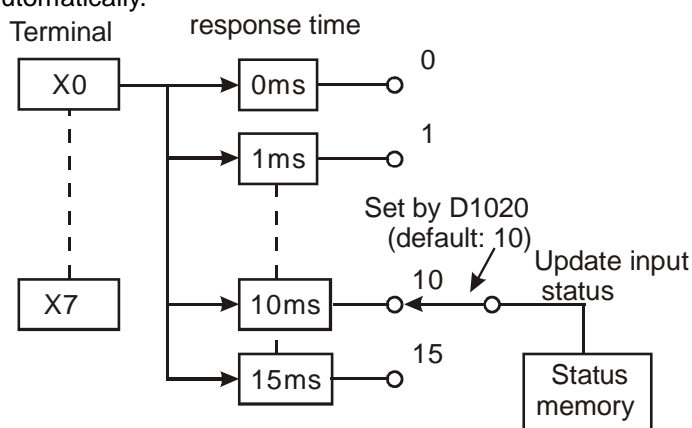 utomatically.
Terminal
response time
X0
0ms
0
1ms
1
Set by D1020
(default: 10)
Update input
status
X7
10ms
10
15ms
15
Status
memory